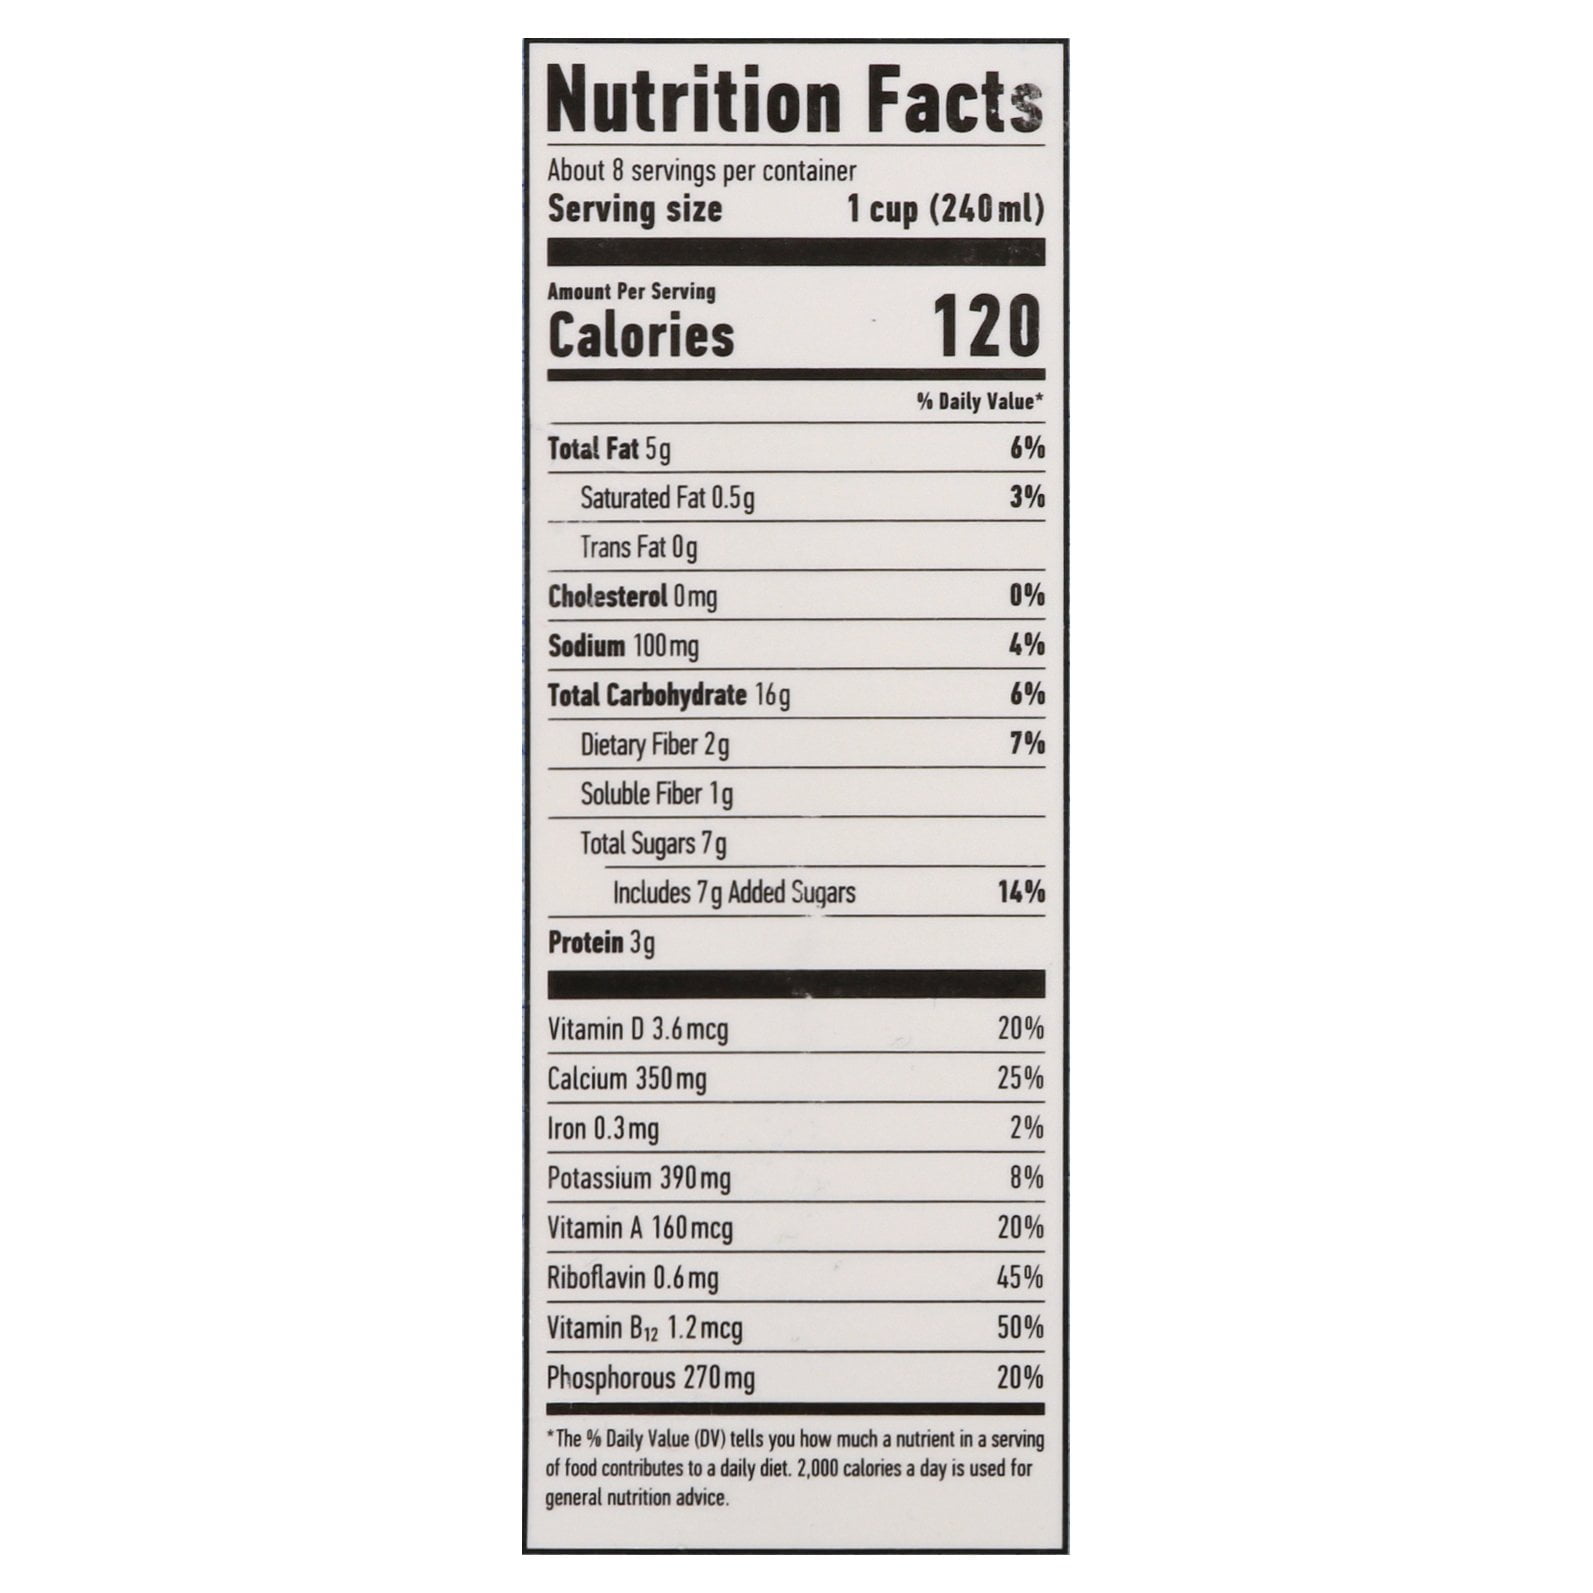 Nutrition Facts
About 8 servings per container
Serving size 1 cup (240ml)
Amount Per Serving
Calories 120
% Daily Value*
Total Fat 5g 6%
Saturated Fat 0.5g 3%
Trans Fat 0g
Cholesterol 0mg 0%
Sodium 100mg 4%
Total Carbohydrate 16g 6%
Dietary Fiber 2g 7%
Soluble Fiber 1g
Total Sugars 7g
Includes 7g Added Sugars 14%
Protein 3g
Vitamin D 3.6mcg 20%
Calcium 350mg 25%
Iron 0.3mg 2%
Potassium 390mg 8%
Vitamin A 160mcg 20%
Riboflavin 0.6mg 45%
Vitamin B₁₂ 1.2mcg 50%
Phosphorous 270mg 20%
*The % Daily Value (DV) tells you how much a nutrient in a serving
of food contributes to a daily diet. 2,000 calories a day is used for
general nutrition advice.